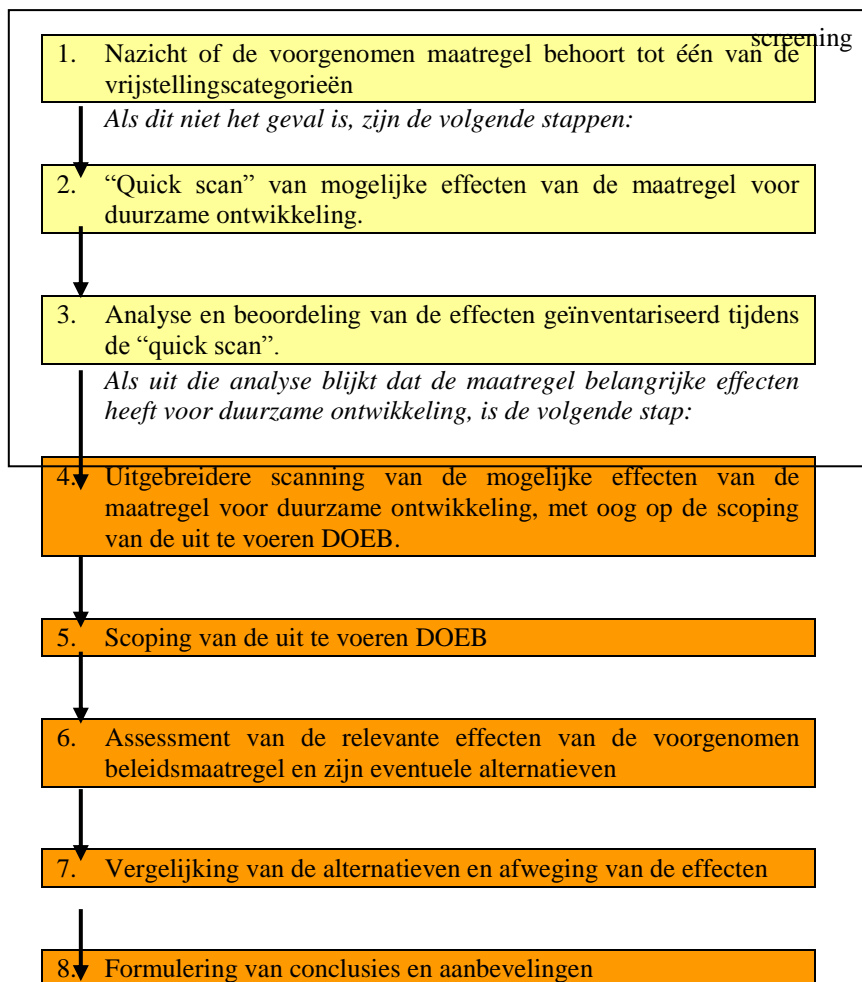 screening
1. Nazicht of de voorgenomen maatregel behoort tot één van de
vrijstellingscategorieën
Als dit niet het geval is, zijn de volgende stappen:
2. “Quick scan” van mogelijke effecten van de maatregel voor
duurzame ontwikkeling.
3. Analyse en beoordeling van de effecten geïnventariseerd tijdens
de “quick scan”.
Als uit die analyse blijkt dat de maatregel belangrijke effecten
heeft voor duurzame ontwikkeling, is de volgende stap:
4. Uitgebreidere scanning van de mogelijke effecten van de
maatregel voor duurzame ontwikkeling, met oog op de scoping
van de uit te voeren DOEB.
5. Scoping van de uit te voeren DOEB
6. Assessment van de relevante effecten van de voorgenomen
beleidsmaatregel en zijn eventuele alternatieven
7. Vergelijking van de alternatieven en afweging van de effecten
8. Formulering van conclusies en aanbevelingen